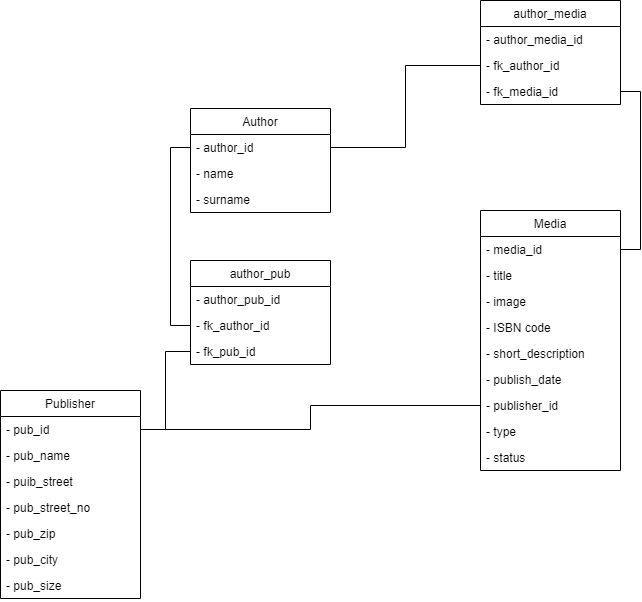 author_media
- author_media_id
- fk_author_id
- fk_media_id
Author
- author_id
- name
- surname
Media
- media_id
- title
- image
- ISBN code
- short_description
- publish_date
- publisher_id
- type
- status
author_pub
- author_pub_id
- fk_author_id
- fk_pub_id
Publisher
- pub_id
- pub_name
- puib_street
- pub_street_no
- pub_zip
- pub_city
- pub_size